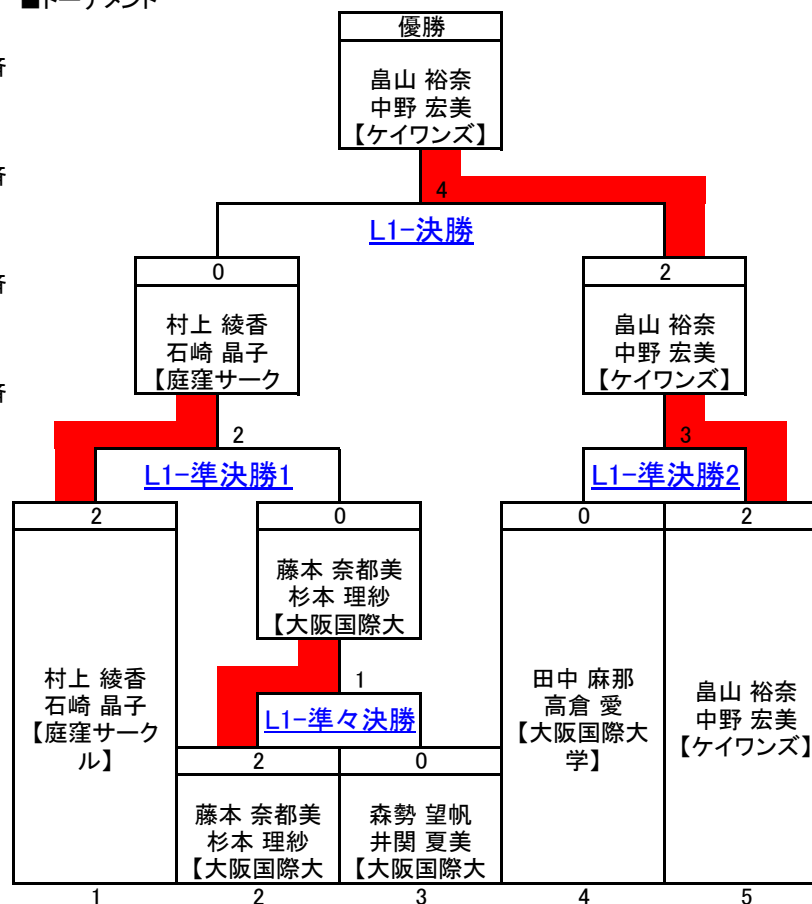 ■トーナメント
優勝
畠山 裕奈
中野 宏美
【ケイワンズ】
済
4
L1-決勝
済
0
村上 綾香
石崎 晶子
【庭窪サーク
2
畠山 裕奈
中野 宏美
【ケイワンズ】
済
済
2
L1-準決勝1
3
L1-準決勝2
2
村上 綾香
石崎 晶子
【庭窪サーク
ル】
0
藤本 奈都美
杉本 理紗
【大阪国際大
0
田中 麻那
高倉 愛
【大阪国際大
学】
2
畠山 裕奈
中野 宏美
【ケイワンズ】
1
L1-準々決勝
2
藤本 奈都美
杉本 理紗
【大阪国際大
0
森勢 望帆
井関 夏美
【大阪国際大
1
2
3
4
5